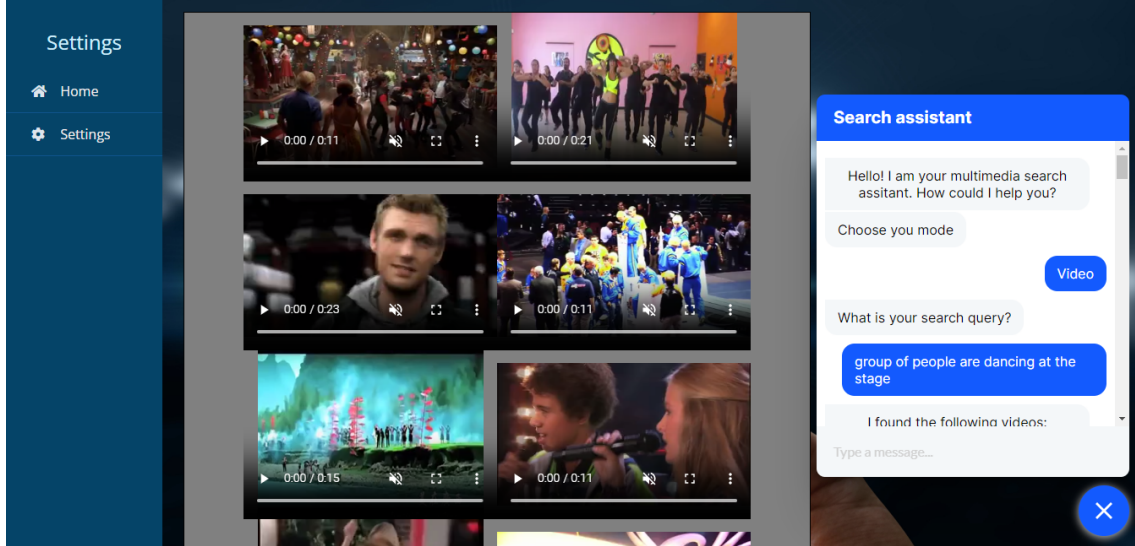 Settings
Home
Settings
0:00 / 0:11
0:00 / 0:21
0:00 / 0:23
0:00 / 0:11
0:00 / 0:15
0:00 / 0:11
Search assistant
Hello! I am your multimedia search
assitant. How could I help you?
Choose you mode
Video
What is your search query?
group of people are dancing at the
stage
I found the following videos:
Type a message...